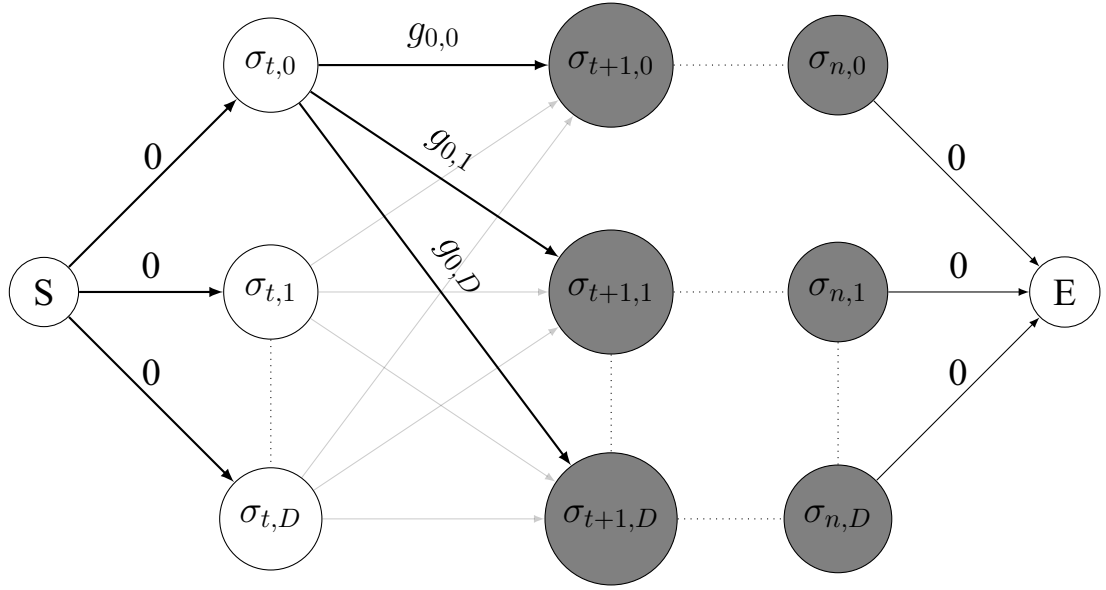 g_{0,0}
σ_{t,0} σ_{t+1,0} σ_{n,0}
0 g_{0,1} 0
S 0 σ_{t,1} g_{0,D} σ_{t+1,1} σ_{n,1} 0 E
0 0
σ_{t,D} σ_{t+1,D} σ_{n,D}